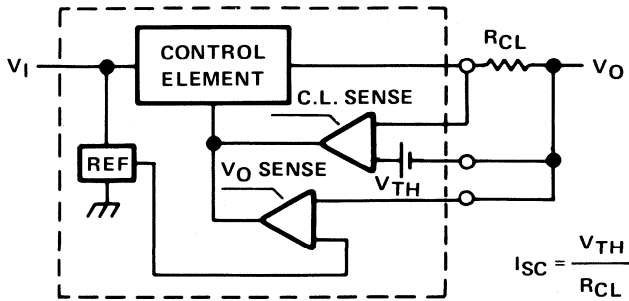 CONTROL
ELEMENT
VI
RCL
VO
C.L. SENSE
REF
VO SENSE
VTH
ISC = VTH / RCL